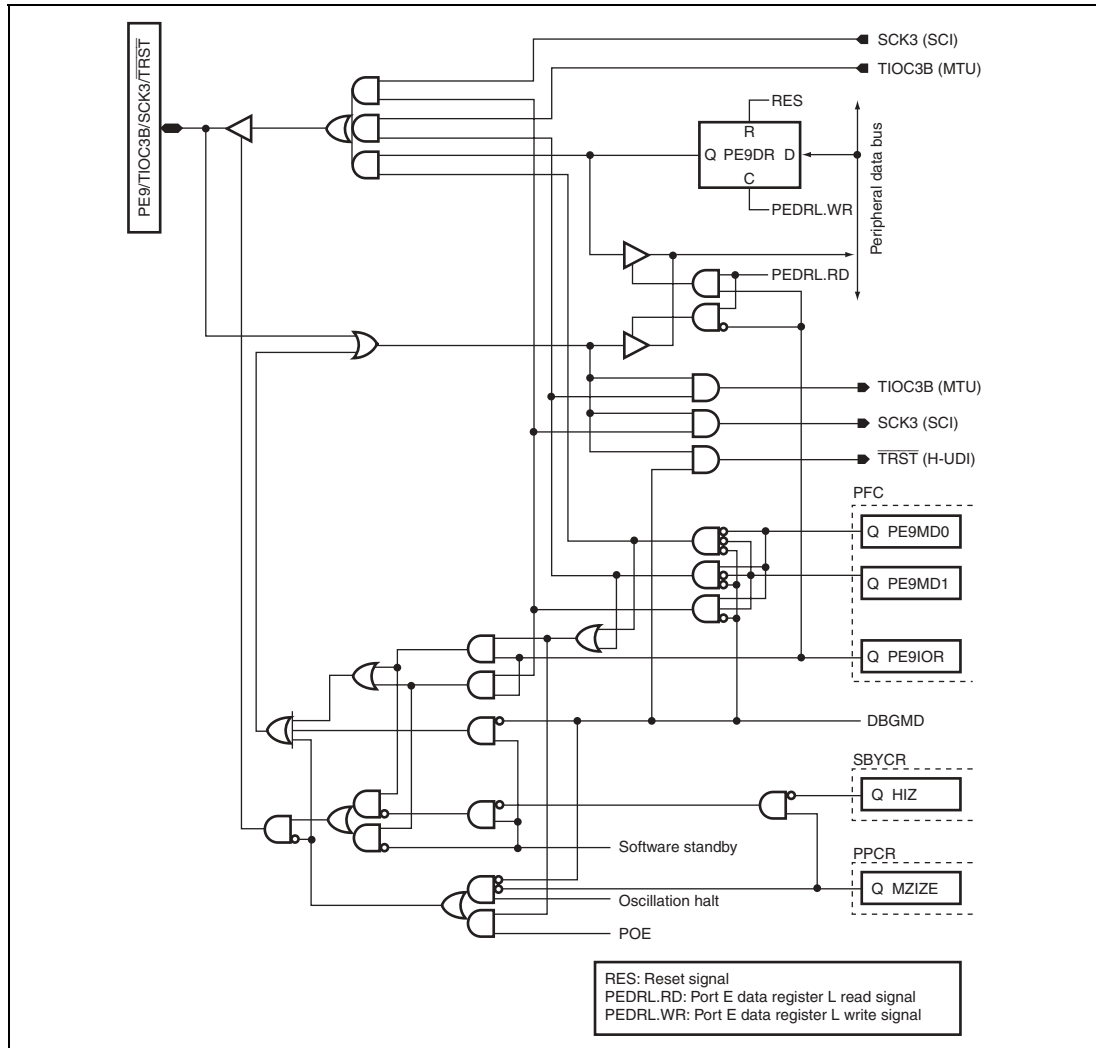 PE9/TIOC3B/SCK3/T̅R̅S̅T̅
SCK3 (SCI)
TIOC3B (MTU)
RES
R
Q PE9DR D
C
PEDRL.WR
Peripheral data bus
PEDRL.RD
TIOC3B (MTU)
SCK3 (SCI)
T̅R̅S̅T̅ (H-UDI)
PFC
Q PE9MD0
Q PE9MD1
Q PE9IOR
DBGMD
SBYCR
Q HIZ
Software standby
PPCR
Q MZIZE
Oscillation halt
POE
RES: Reset signal
PEDRL.RD: Port E data register L read signal
PEDRL.WR: Port E data register L write signal